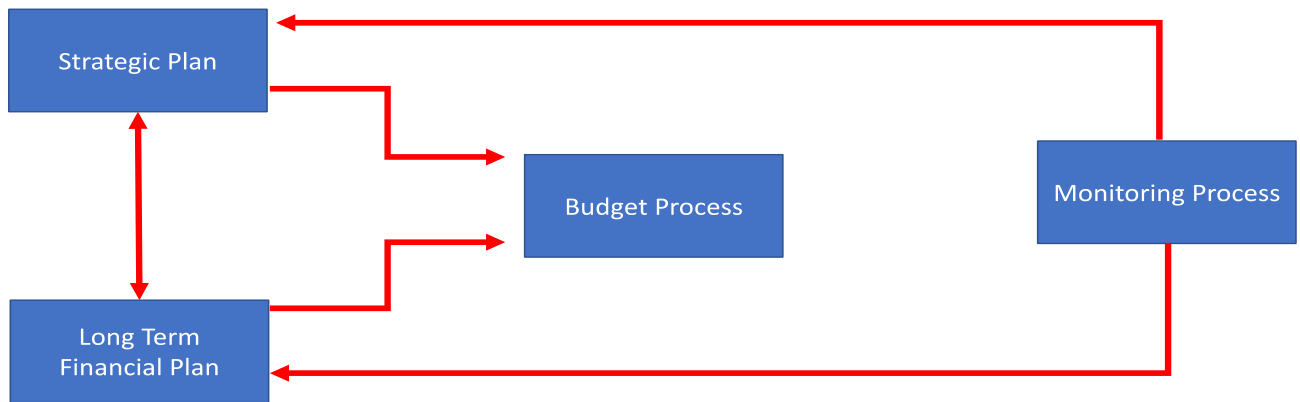 Strategic Plan
Monitoring Process
Budget Process
Long Term
Financial Plan